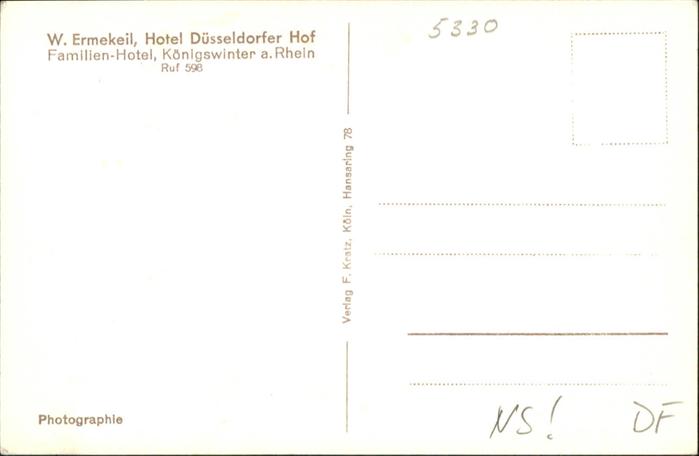 W. Ermekeil, Hotel Düsseldorfer Hof
Familien-Hotel, Königswinter a. Rhein
Ruf 598
5330
Verlag F. Kratz, Köln, Hansaring 78
Photographie
NS! DF